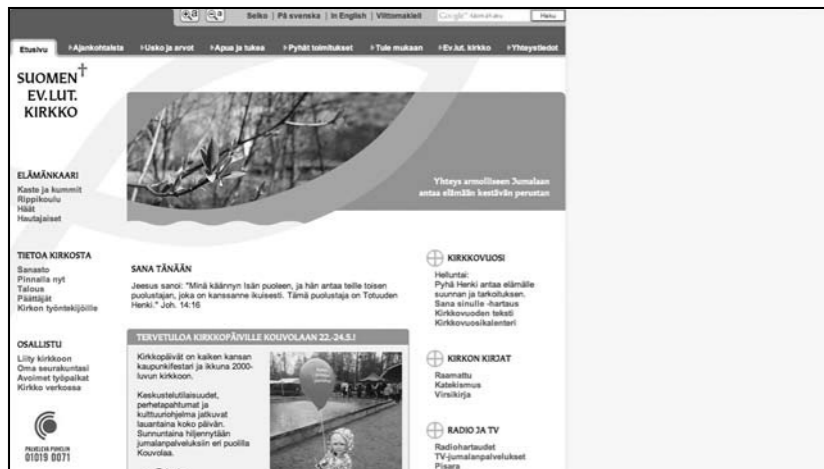 Selko | På svenska | In English | Viittomakieli
Haku
Etusivu
Ajankohtaista
Usko ja arvot
Apua ja tukea
Pyhät toimitukset
Tule mukaan
Ev.lut. kirkko
Yhteystiedot
SUOMEN
EV.LUT.
KIRKKO
Yhteys armolliseen Jumalaan
antaa elämään kestävän perustan
ELÄMÄNKAARI
Kaste ja kummit
Rippikoulu
Häät
Hautajaiset
TIETOA KIRKOSTA
Sanasto
Pinnalla nyt
Talous
Päättäjät
Kirkon työntekijöille
OSALLISTU
Liity kirkkoon
Oma seurakuntasi
Avoimet työpaikat
Kirkko verkossa
PALVELEVA PUHELIN
01019 0071
SANA TÄNÄÄN
Jeesus sanoi: "Minä käännyn Isän puoleen, ja hän antaa teille toisen
puolustajan, joka on kanssanne ikuisesti. Tämä puolustaja on Totuuden
Henki." Joh. 14:16
TERVETULOA KIRKKOPÄIVILLE KOUVOLAAN 22.-24.5.!
Kirkkopäivät on kaiken kansan
kaupunkifestari ja ikkuna 2000-
luvun kirkkoon.
Keskustelutilaisuudet,
perhetapahtumat ja
kulttuuriohjelma jatkuvat
lauantaina koko päivän.
Sunnuntaina hiljennytään
jumalanpalveluksiin eri puolilla
Kouvolaa.
KIRKKOVUOSI
Helluntai:
Pyhä Henki antaa elämälle
suunnan ja tarkoituksen.
Sana sinulle -hartaus
Kirkkovuoden teksti
Kirkkovuosikalenteri
KIRKON KIRJAT
Raamattu
Katekismus
Virsikirja
RADIO JA TV
Radiohartaudet
TV-jumalanpalvelukset
Pisara